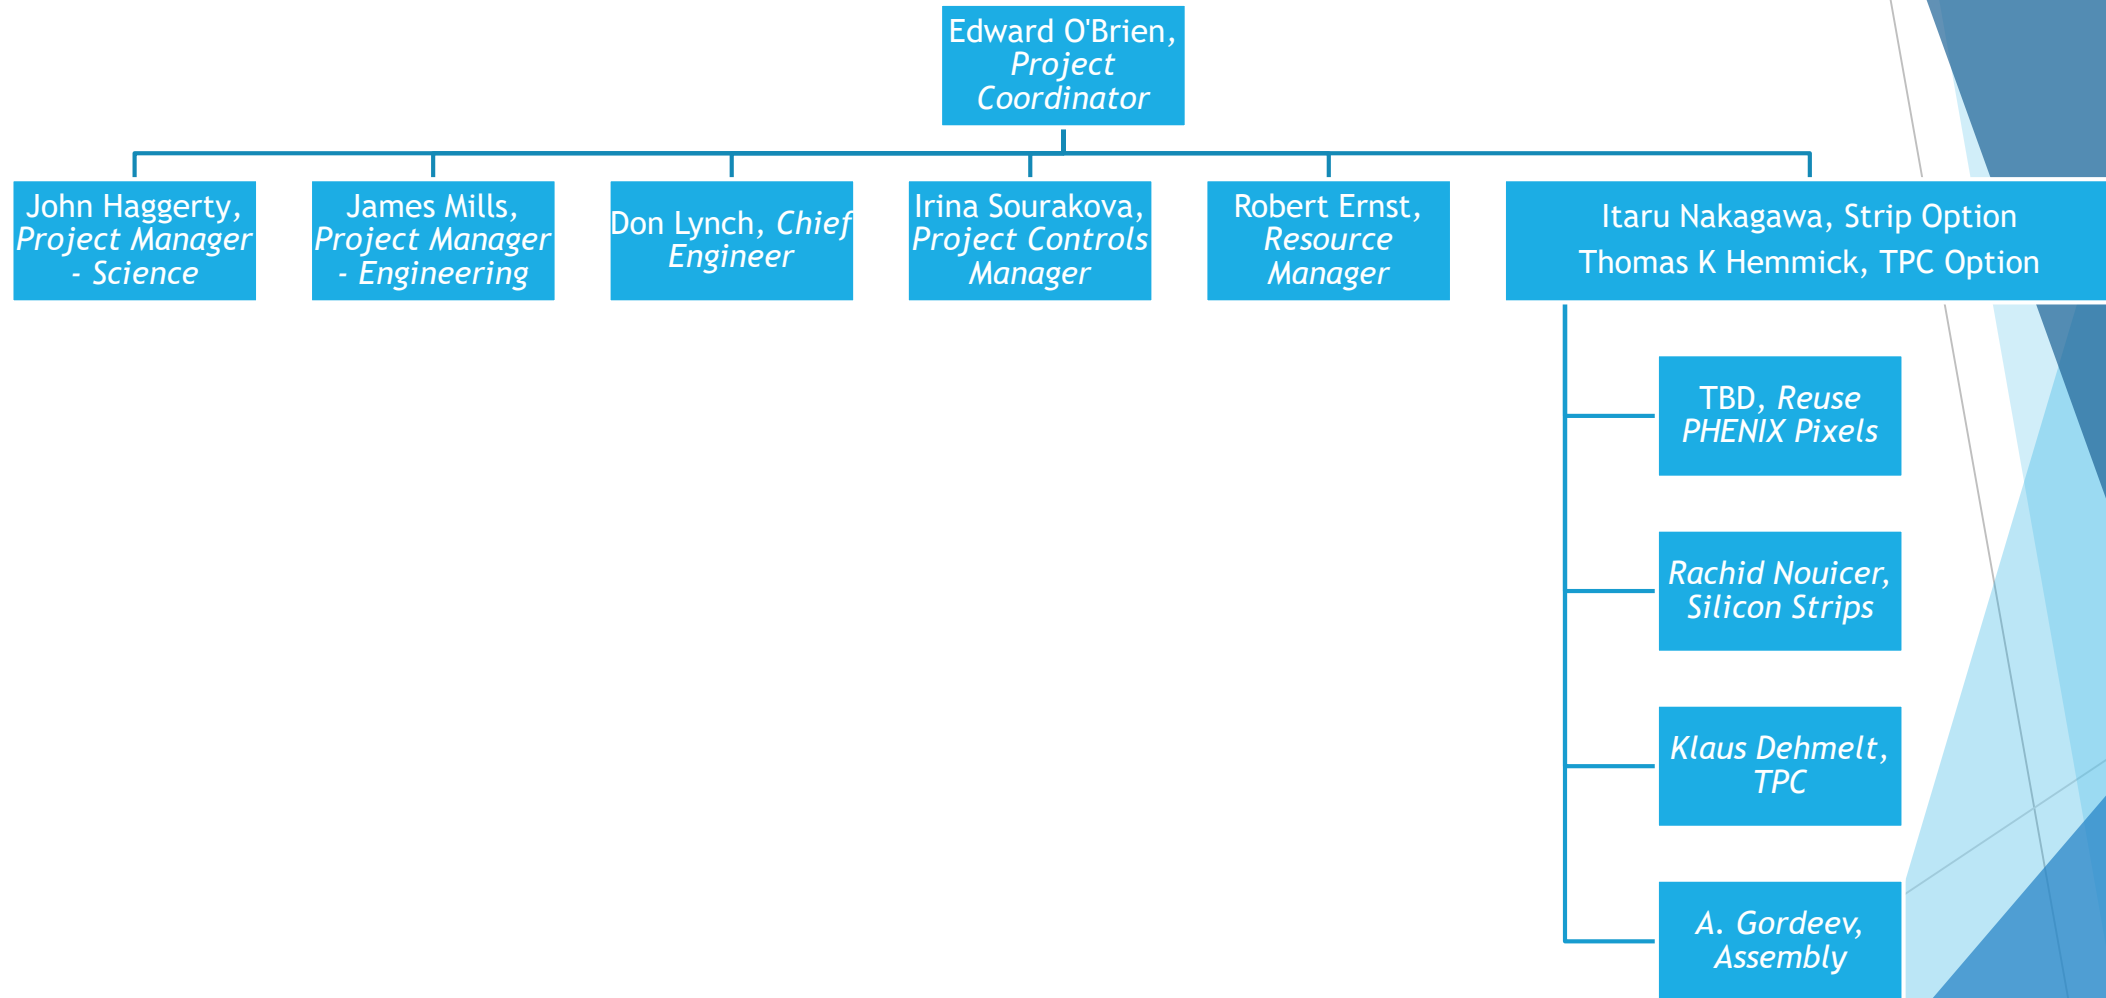 Edward O'Brien,
Project
Coordinator
John Haggerty,
Project Manager
- Science
James Mills,
Project Manager
- Engineering
Don Lynch, Chief
Engineer
Irina Sourakova,
Project Controls
Manager
Robert Ernst,
Resource
Manager
Itaru Nakagawa, Strip Option
Thomas K Hemmick, TPC Option
TBD, Reuse
PHENIX Pixels
Rachid Nouicer,
Silicon Strips
Klaus Dehmelt,
TPC
A. Gordeev,
Assembly